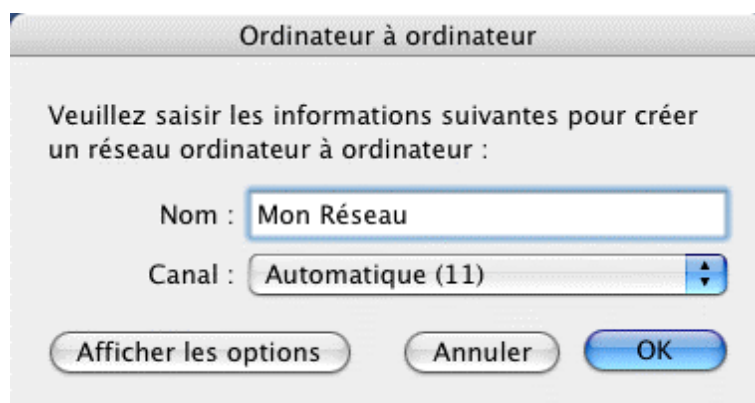 Ordinateur à ordinateur
Veuillez saisir les informations suivantes pour créer
un réseau ordinateur à ordinateur :
Nom : Mon Réseau
Canal : Automatique (11)
Afficher les options Annuler OK